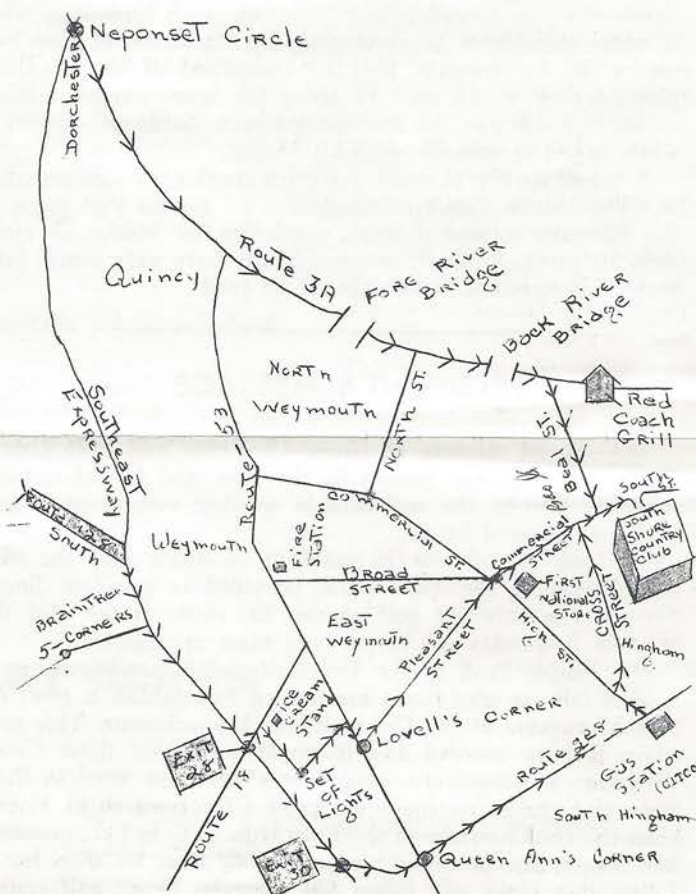 Neponset Circle
Dorchester
Quincy
Route 3A
FORE RIVER
BRIDGE
BACK RIVER
BRIDGE
NORTH
WEYMOUTH
NORTH ST.
Red
Coach
Grill
Beal ST.
Southeast
Expressway
Route 53
Commercial ST.
Commercial
STREET
SOUTH
ST.
SOUTH
SHORE
COUNTRY
CLUB
Route 128
South
WEYMOUTH
Fire
Station
Broad
STREET
FIRST
National
STORE
CROSS
STREET
Hingham
BRAINTREE
5-CORNERS
EAST
Weymouth
Pleasant
STREET
High ST.
Ice
Cream
Stand
Lovell's Corner
EXIT
28
ROUTE 18
Set
OF
Lights
ROUTE 228
Gas
Station
(CITGO)
South Hingham
EXIT
30
Queen Ann's Corner